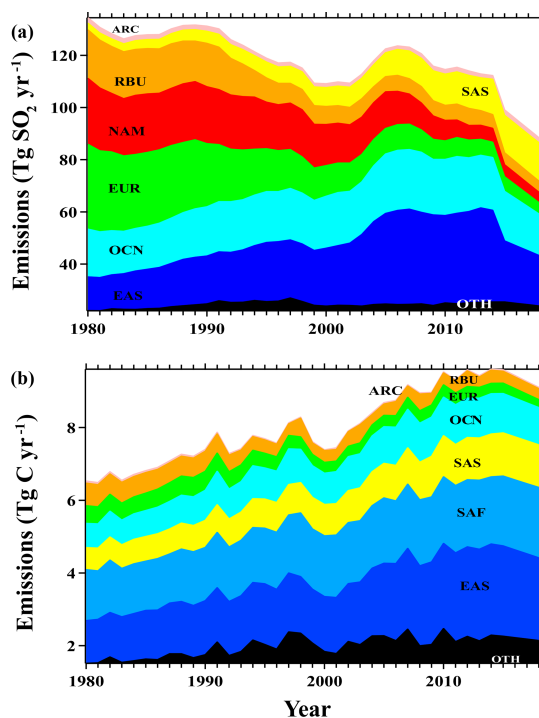 (a)
Emissions (Tg SO2 yr-1)
120
100
80
60
40
ARC
RBU
SAS
NAM
EUR
OCN
EAS
OTH
1980
1990
2000
2010
(b)
Emissions (Tg C yr-1)
8
6
4
2
ARC
RBU
EUR
OCN
SAS
SAF
EAS
OTH
1980
1990
2000
2010
Year